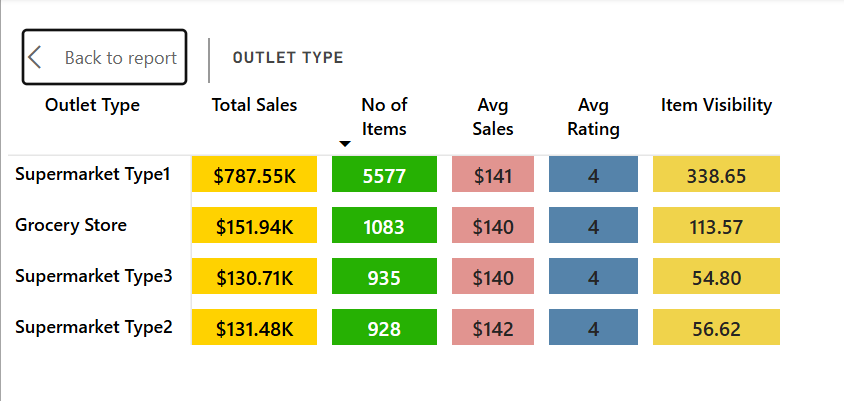 Back to report
OUTLET TYPE
Outlet Type Total Sales No of Items Avg Sales Avg Rating Item Visibility
Supermarket Type1 $787.55K 5577 $141 4 338.65
Grocery Store $151.94K 1083 $140 4 113.57
Supermarket Type3 $130.71K 935 $140 4 54.80
Supermarket Type2 $131.48K 928 $142 4 56.62